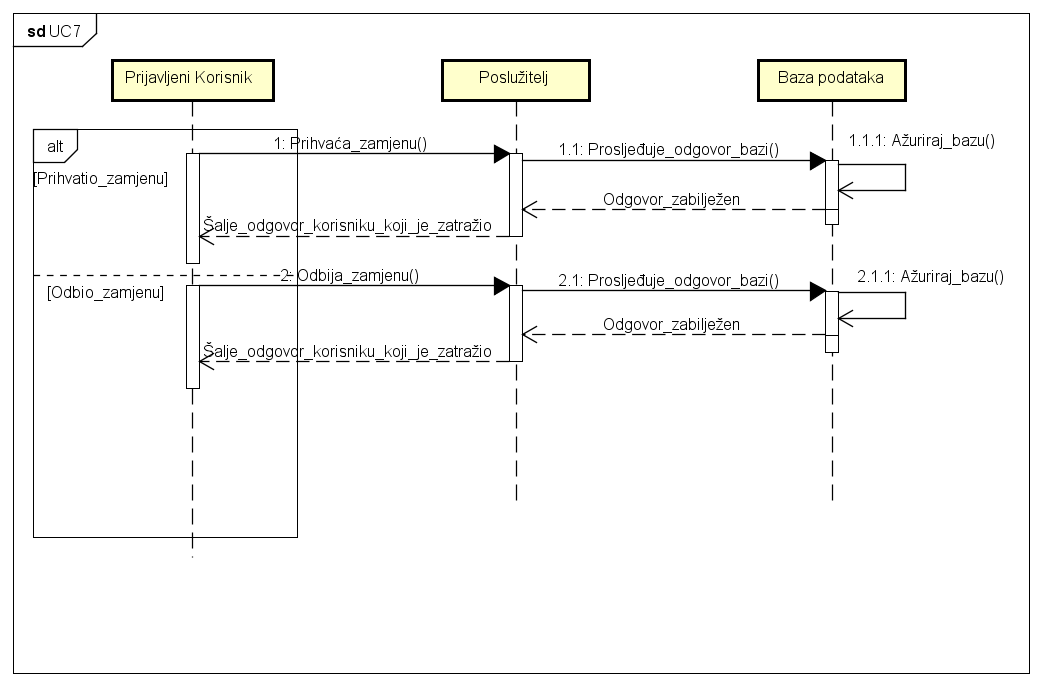 sd UC7
Prijavljeni Korisnik
Poslužitelj
Baza podataka
alt
[Prihvatio_zamjenu]
1: Prihvaća_zamjenu()
1.1: Prosljeđuje_odgovor_bazi()
1.1.1: Ažuriraj_bazu()
Odgovor_zabilježen
Šalje_odgovor_korisniku_koji_je_zatražio
[Odbio_zamjenu]
2: Odbija_zamjenu()
2.1: Prosljeđuje_odgovor_bazi()
2.1.1: Ažuriraj_bazu()
Odgovor_zabilježen
Šalje_odgovor_korisniku_koji_je_zatražio